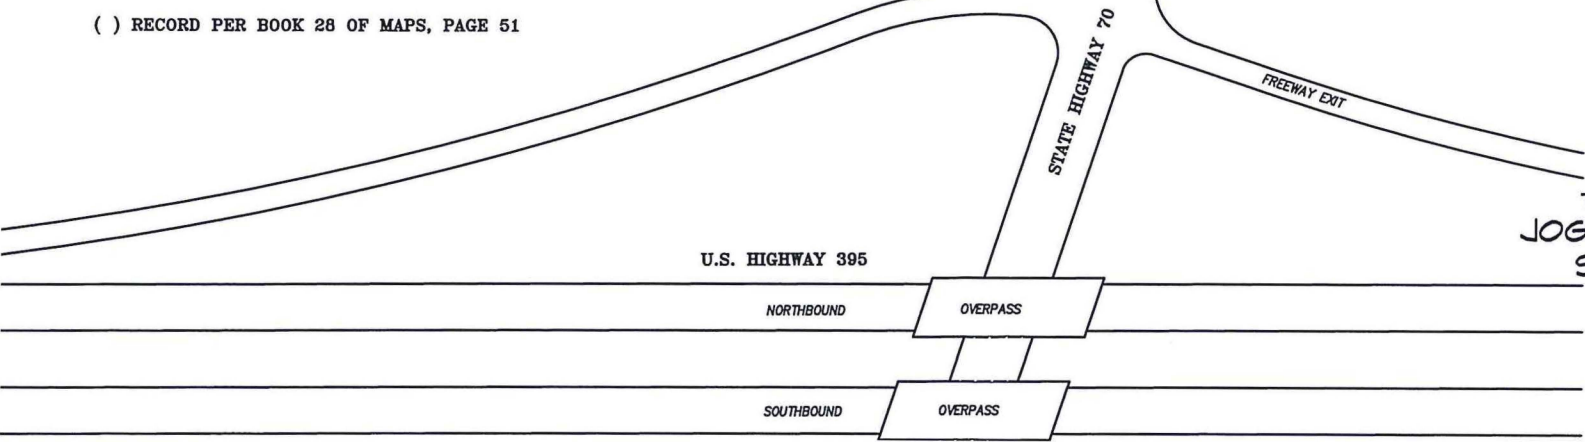 ( ) RECORD PER BOOK 28 OF MAPS, PAGE 51
STATE HIGHWAY 70
FREEWAY EXIT
U.S. HIGHWAY 395
NORTHBOUND
OVERPASS
SOUTHBOUND
OVERPASS